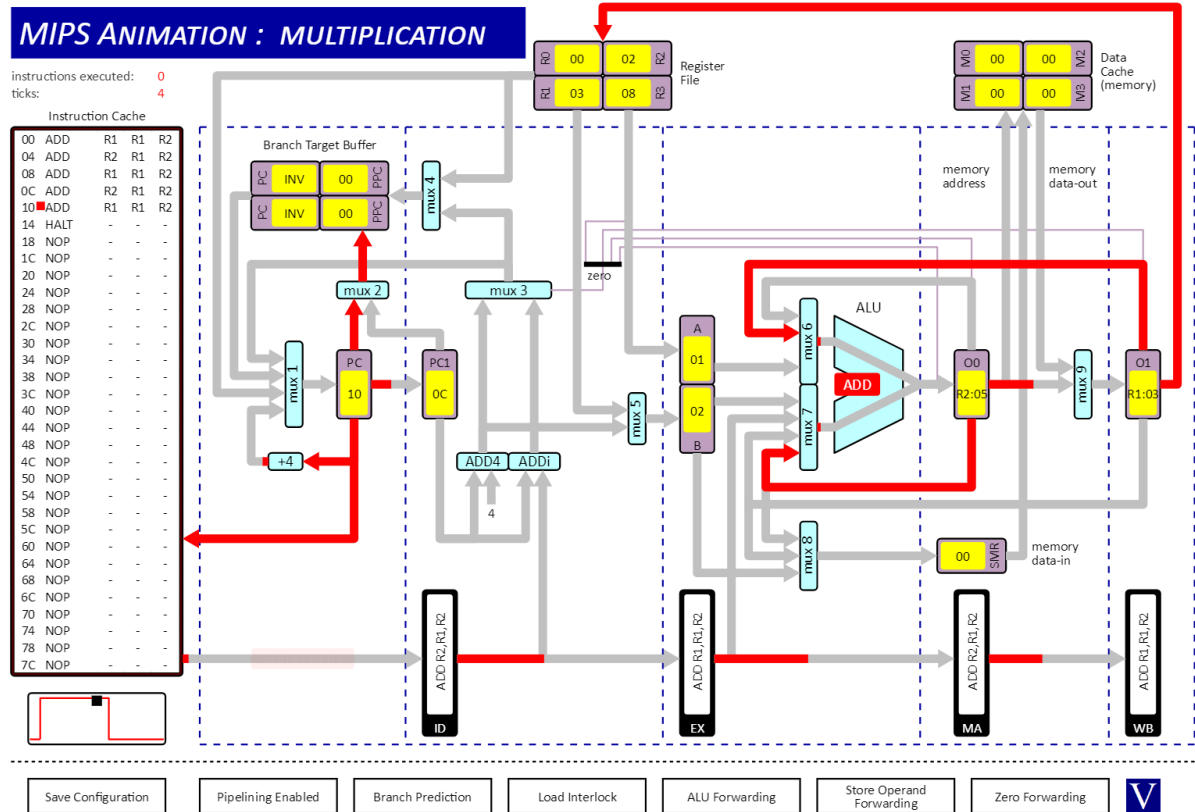 MIPS ANIMATION : MULTIPLICATION
instructions executed: 0
ticks: 4
Instruction Cache
00 ADD R1 R1 R2
04 ADD R2 R1 R2
08 ADD R1 R1 R2
0C ADD R2 R1 R2
10 ADD R1 R1 R2
14 HALT - - -
18 NOP - - -
1C NOP - - -
20 NOP - - -
24 NOP - - -
28 NOP - - -
2C NOP - - -
30 NOP - - -
34 NOP - - -
38 NOP - - -
3C NOP - - -
40 NOP - - -
44 NOP - - -
48 NOP - - -
4C NOP - - -
50 NOP - - -
54 NOP - - -
58 NOP - - -
5C NOP - - -
60 NOP - - -
64 NOP - - -
68 NOP - - -
6C NOP - - -
70 NOP - - -
74 NOP - - -
78 NOP - - -
7C NOP - - -
R0 00 02 R2
R1 03 08 R3
Register
File
M0 00 00 M2
M1 00 00 M3
Data
Cache
(memory)
Branch Target Buffer
PC INV 00 PPC
PC INV 00 PPC
mux 4
memory
address
memory
data-out
zero
mux 2
mux 3
mux 1
PC
10
PC1
0C
+4
ADD4
ADDi
4
mux 5
A
01
02
B
mux 6
mux 7
ALU
ADD
O0
R2:05
mux 9
O1
R1:03
mux 8
00 SMR
memory
data-in
ADD R2,R1,R2
ID
ADD R1,R1,R2
EX
ADD R2,R1,R2
MA
ADD R1,R1,R2
WB
Save Configuration
Pipelining Enabled
Branch Prediction
Load Interlock
ALU Forwarding
Store Operand
Forwarding
Zero Forwarding
V